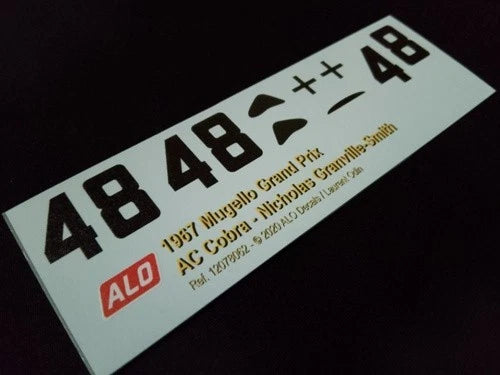 48 48 48
++
ALO
1967 Mugello Grand Prix
AC Cobra - Nicholas Granville-Smith
Ref. 12078062 - © 2020 ALO Decals / Laurent Odin